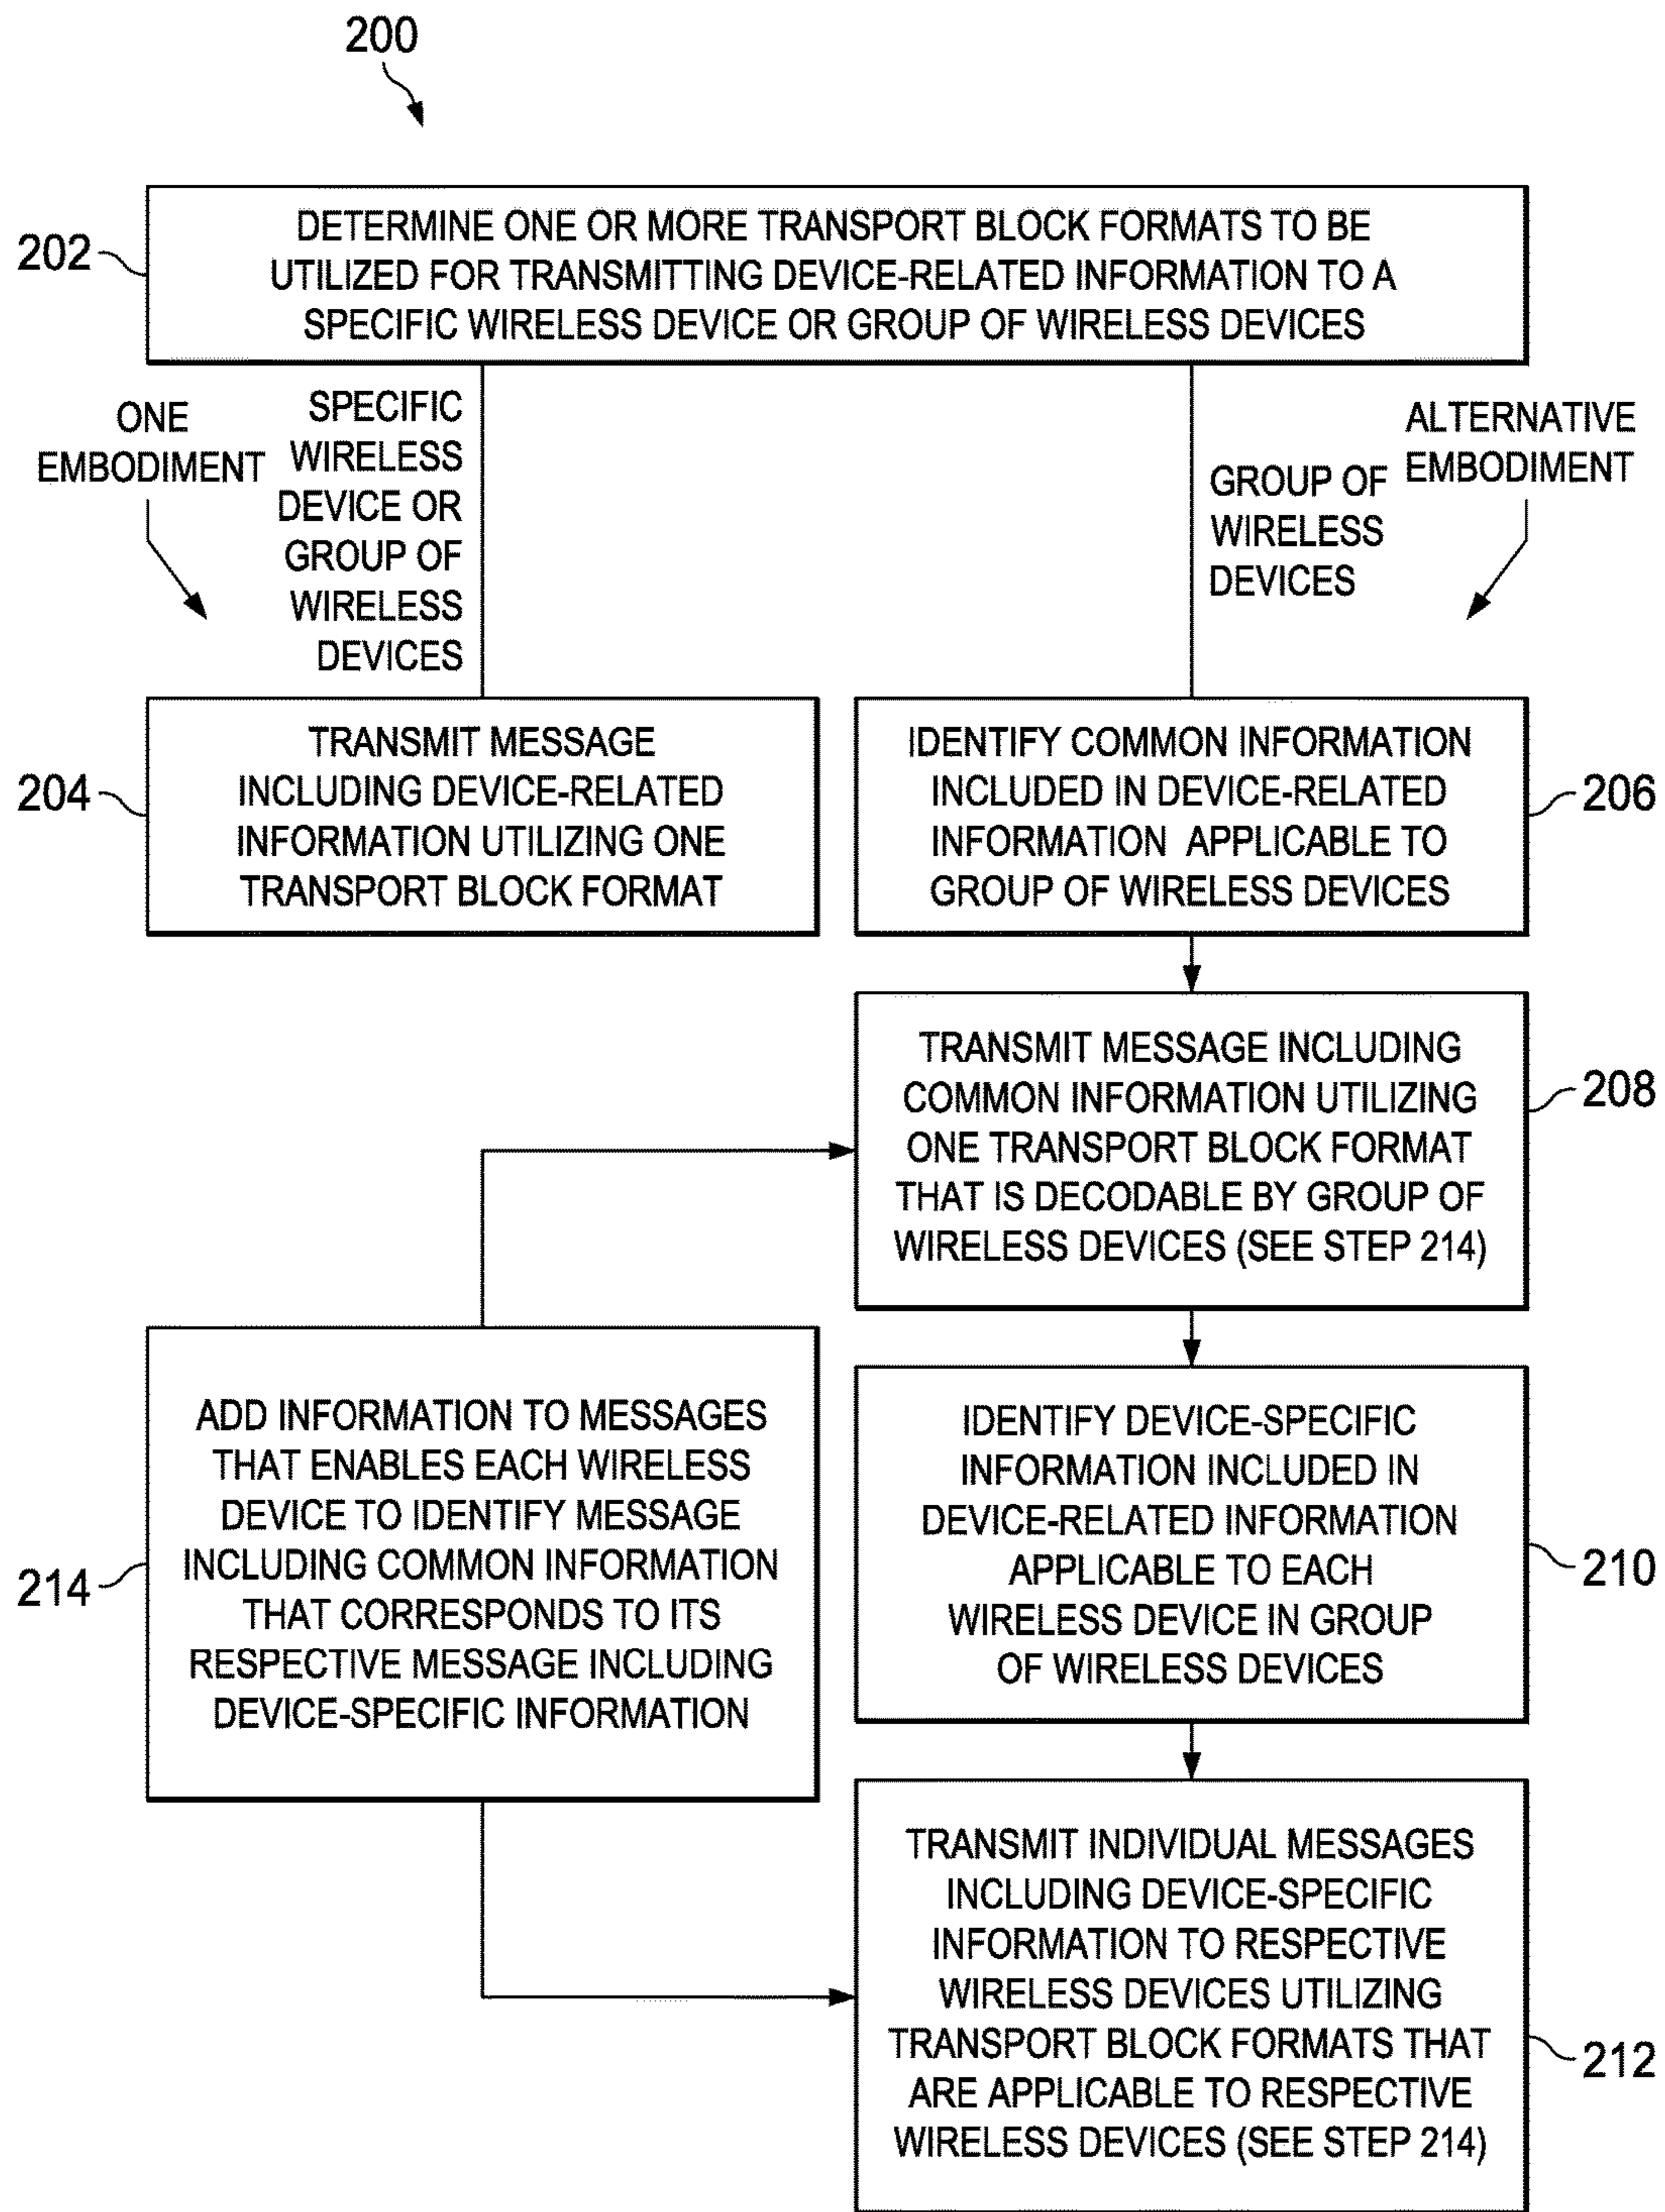 200
202
DETERMINE ONE OR MORE TRANSPORT BLOCK FORMATS TO BE
UTILIZED FOR TRANSMITTING DEVICE-RELATED INFORMATION TO A
SPECIFIC WIRELESS DEVICE OR GROUP OF WIRELESS DEVICES
ONE
EMBODIMENT
SPECIFIC
WIRELESS
DEVICE OR
GROUP OF
WIRELESS
DEVICES
GROUP OF
WIRELESS
DEVICES
ALTERNATIVE
EMBODIMENT
204
TRANSMIT MESSAGE
INCLUDING DEVICE-RELATED
INFORMATION UTILIZING ONE
TRANSPORT BLOCK FORMAT
IDENTIFY COMMON INFORMATION
INCLUDED IN DEVICE-RELATED
INFORMATION APPLICABLE TO
GROUP OF WIRELESS DEVICES
206
TRANSMIT MESSAGE INCLUDING
COMMON INFORMATION UTILIZING
ONE TRANSPORT BLOCK FORMAT
THAT IS DECODABLE BY GROUP OF
WIRELESS DEVICES (SEE STEP 214)
208
214
ADD INFORMATION TO MESSAGES
THAT ENABLES EACH WIRELESS
DEVICE TO IDENTIFY MESSAGE
INCLUDING COMMON INFORMATION
THAT CORRESPONDS TO ITS
RESPECTIVE MESSAGE INCLUDING
DEVICE-SPECIFIC INFORMATION
IDENTIFY DEVICE-SPECIFIC
INFORMATION INCLUDED IN
DEVICE-RELATED INFORMATION
APPLICABLE TO EACH
WIRELESS DEVICE IN GROUP
OF WIRELESS DEVICES
210
TRANSMIT INDIVIDUAL MESSAGES
INCLUDING DEVICE-SPECIFIC
INFORMATION TO RESPECTIVE
WIRELESS DEVICES UTILIZING
TRANSPORT BLOCK FORMATS THAT
ARE APPLICABLE TO RESPECTIVE
WIRELESS DEVICES (SEE STEP 214)
212